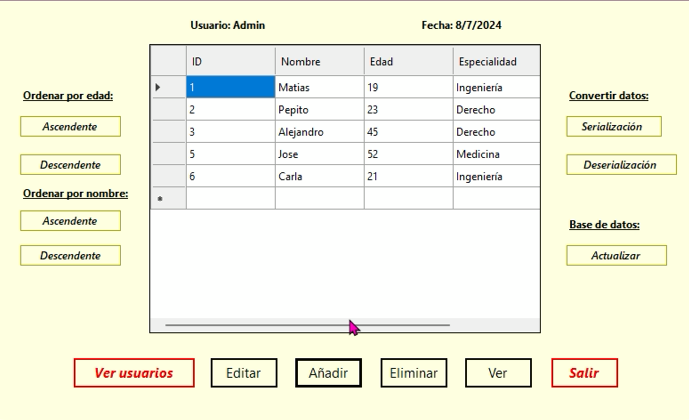 Usuario: Admin Fecha: 8/7/2024
ID Nombre Edad Especialidad
1 Matias 19 Ingeniería
2 Pepito 23 Derecho
3 Alejandro 45 Derecho
5 Jose 52 Medicina
6 Carla 21 Ingeniería
Ordenar por edad:
Ascendente
Descendente
Ordenar por nombre:
Ascendente
Descendente
Convertir datos:
Serialización
Deserialización
Base de datos:
Actualizar
Ver usuarios Editar Añadir Eliminar Ver Salir